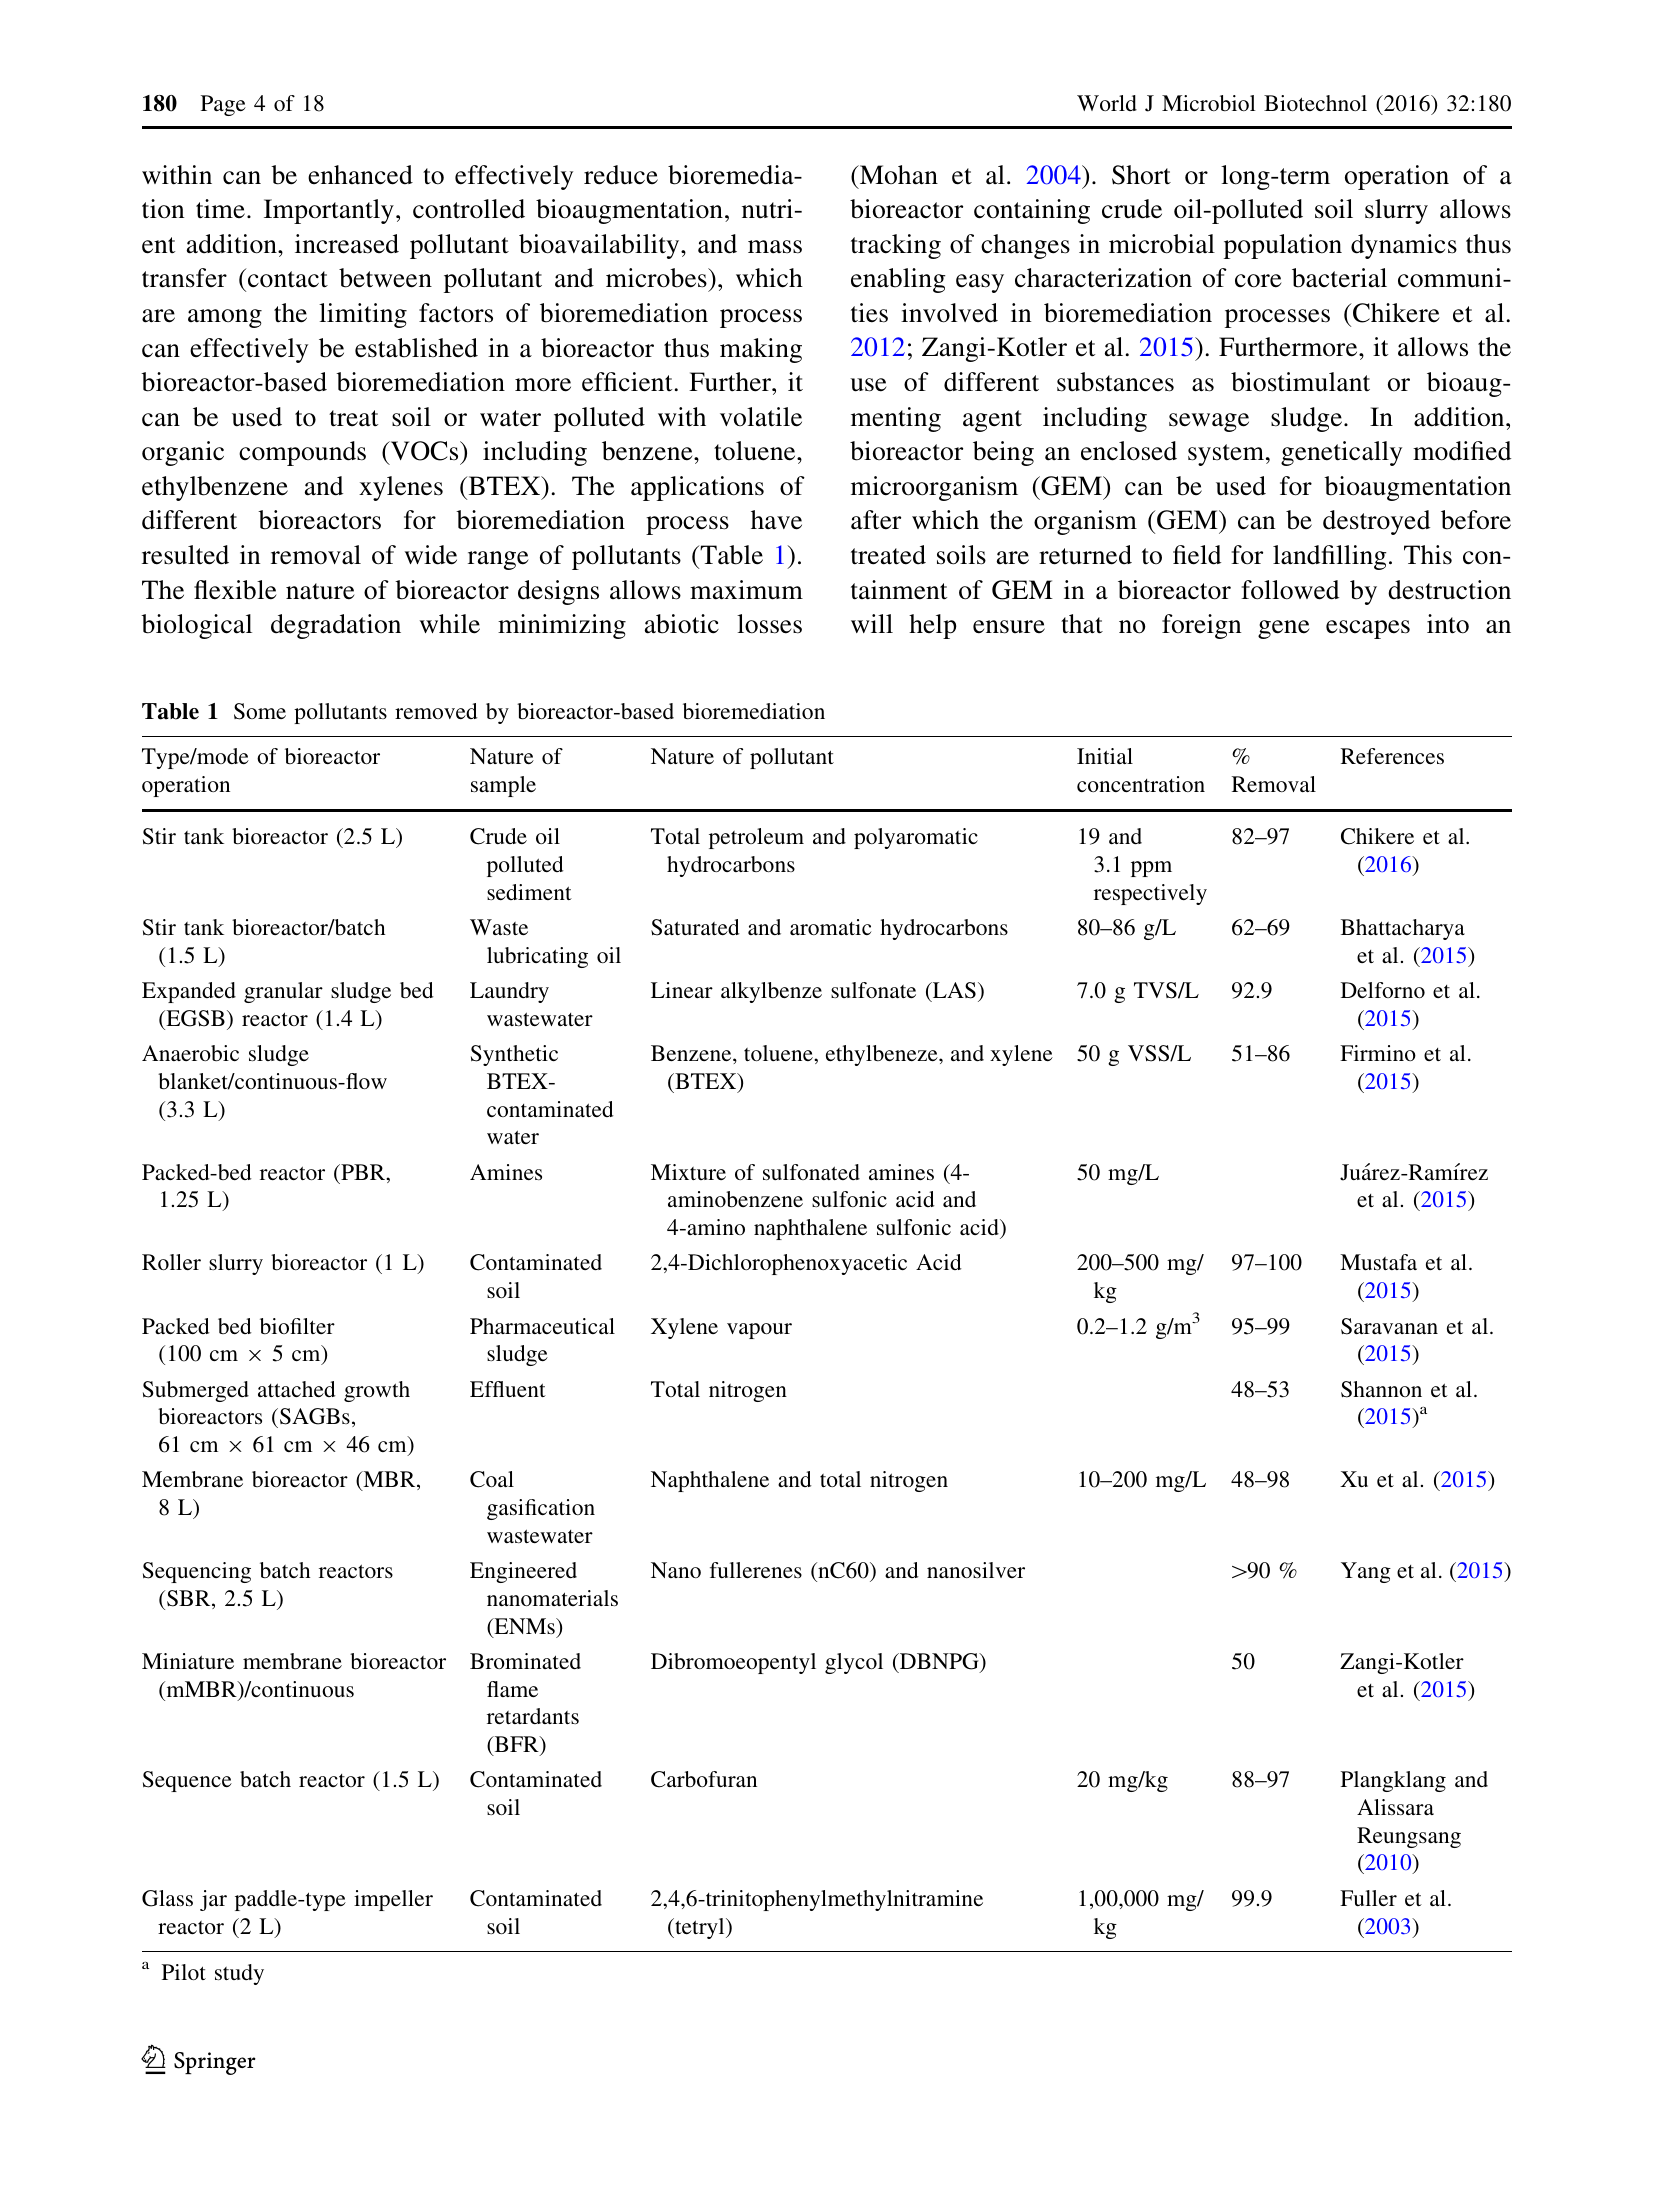 180 Page 4 of 18
World J Microbiol Biotechnol (2016) 32:180
within can be enhanced to effectively reduce bioremedia-
tion time. Importantly, controlled bioaugmentation, nutri-
ent addition, increased pollutant bioavailability, and mass
transfer (contact between pollutant and microbes), which
are among the limiting factors of bioremediation process
can effectively be established in a bioreactor thus making
bioreactor-based bioremediation more efficient. Further, it
can be used to treat soil or water polluted with volatile
organic compounds (VOCs) including benzene, toluene,
ethylbenzene and xylenes (BTEX). The applications of
different bioreactors for bioremediation process have
resulted in removal of wide range of pollutants (Table 1).
The flexible nature of bioreactor designs allows maximum
biological degradation while minimizing abiotic losses
(Mohan et al. 2004). Short or long-term operation of a
bioreactor containing crude oil-polluted soil slurry allows
tracking of changes in microbial population dynamics thus
enabling easy characterization of core bacterial communi-
ties involved in bioremediation processes (Chikere et al.
2012; Zangi-Kotler et al. 2015). Furthermore, it allows the
use of different substances as biostimulant or bioaug-
menting agent including sewage sludge. In addition,
bioreactor being an enclosed system, genetically modified
microorganism (GEM) can be used for bioaugmentation
after which the organism (GEM) can be destroyed before
treated soils are returned to field for landfilling. This con-
tainment of GEM in a bioreactor followed by destruction
will help ensure that no foreign gene escapes into an
Table 1 Some pollutants removed by bioreactor-based bioremediation
Type/mode of bioreactor
operation
Nature of
sample
Nature of pollutant
Initial
concentration
%
Removal
References
Stir tank bioreactor (2.5 L)
Crude oil
polluted
sediment
Total petroleum and polyaromatic
hydrocarbons
19 and
3.1 ppm
respectively
82–97
Chikere et al.
(2016)
Stir tank bioreactor/batch
(1.5 L)
Waste
lubricating oil
Saturated and aromatic hydrocarbons
80–86 g/L
62–69
Bhattacharya
et al. (2015)
Expanded granular sludge bed
(EGSB) reactor (1.4 L)
Laundry
wastewater
Linear alkylbenze sulfonate (LAS)
7.0 g TVS/L
92.9
Delforno et al.
(2015)
Anaerobic sludge
blanket/continuous-flow
(3.3 L)
Synthetic
BTEX-
contaminated
water
Benzene, toluene, ethylbeneze, and xylene
(BTEX)
50 g VSS/L
51–86
Firmino et al.
(2015)
Packed-bed reactor (PBR,
1.25 L)
Amines
Mixture of sulfonated amines (4-
aminobenzene sulfonic acid and
4-amino naphthalene sulfonic acid)
50 mg/L
Juárez-Ramírez
et al. (2015)
Roller slurry bioreactor (1 L)
Contaminated
soil
2,4-Dichlorophenoxyacetic Acid
200–500 mg/
kg
97–100
Mustafa et al.
(2015)
Packed bed biofilter
(100 cm × 5 cm)
Pharmaceutical
sludge
Xylene vapour
0.2–1.2 g/m³
95–99
Saravanan et al.
(2015)
Submerged attached growth
bioreactors (SAGBs,
61 cm × 61 cm × 46 cm)
Effluent
Total nitrogen
48–53
Shannon et al.
(2015)ᵃ
Membrane bioreactor (MBR,
8 L)
Coal
gasification
wastewater
Naphthalene and total nitrogen
10–200 mg/L
48–98
Xu et al. (2015)
Sequencing batch reactors
(SBR, 2.5 L)
Engineered
nanomaterials
(ENMs)
Nano fullerenes (nC60) and nanosilver
>90 %
Yang et al. (2015)
Miniature membrane bioreactor
(mMBR)/continuous
Brominated
flame
retardants
(BFR)
Dibromoeopentyl glycol (DBNPG)
50
Zangi-Kotler
et al. (2015)
Sequence batch reactor (1.5 L)
Contaminated
soil
Carbofuran
20 mg/kg
88–97
Plangklang and
Alissara
Reungsang
(2010)
Glass jar paddle-type impeller
reactor (2 L)
Contaminated
soil
2,4,6-trinitophenylmethylnitramine
(tetryl)
1,00,000 mg/
kg
99.9
Fuller et al.
(2003)
ᵃ Pilot study
Springer